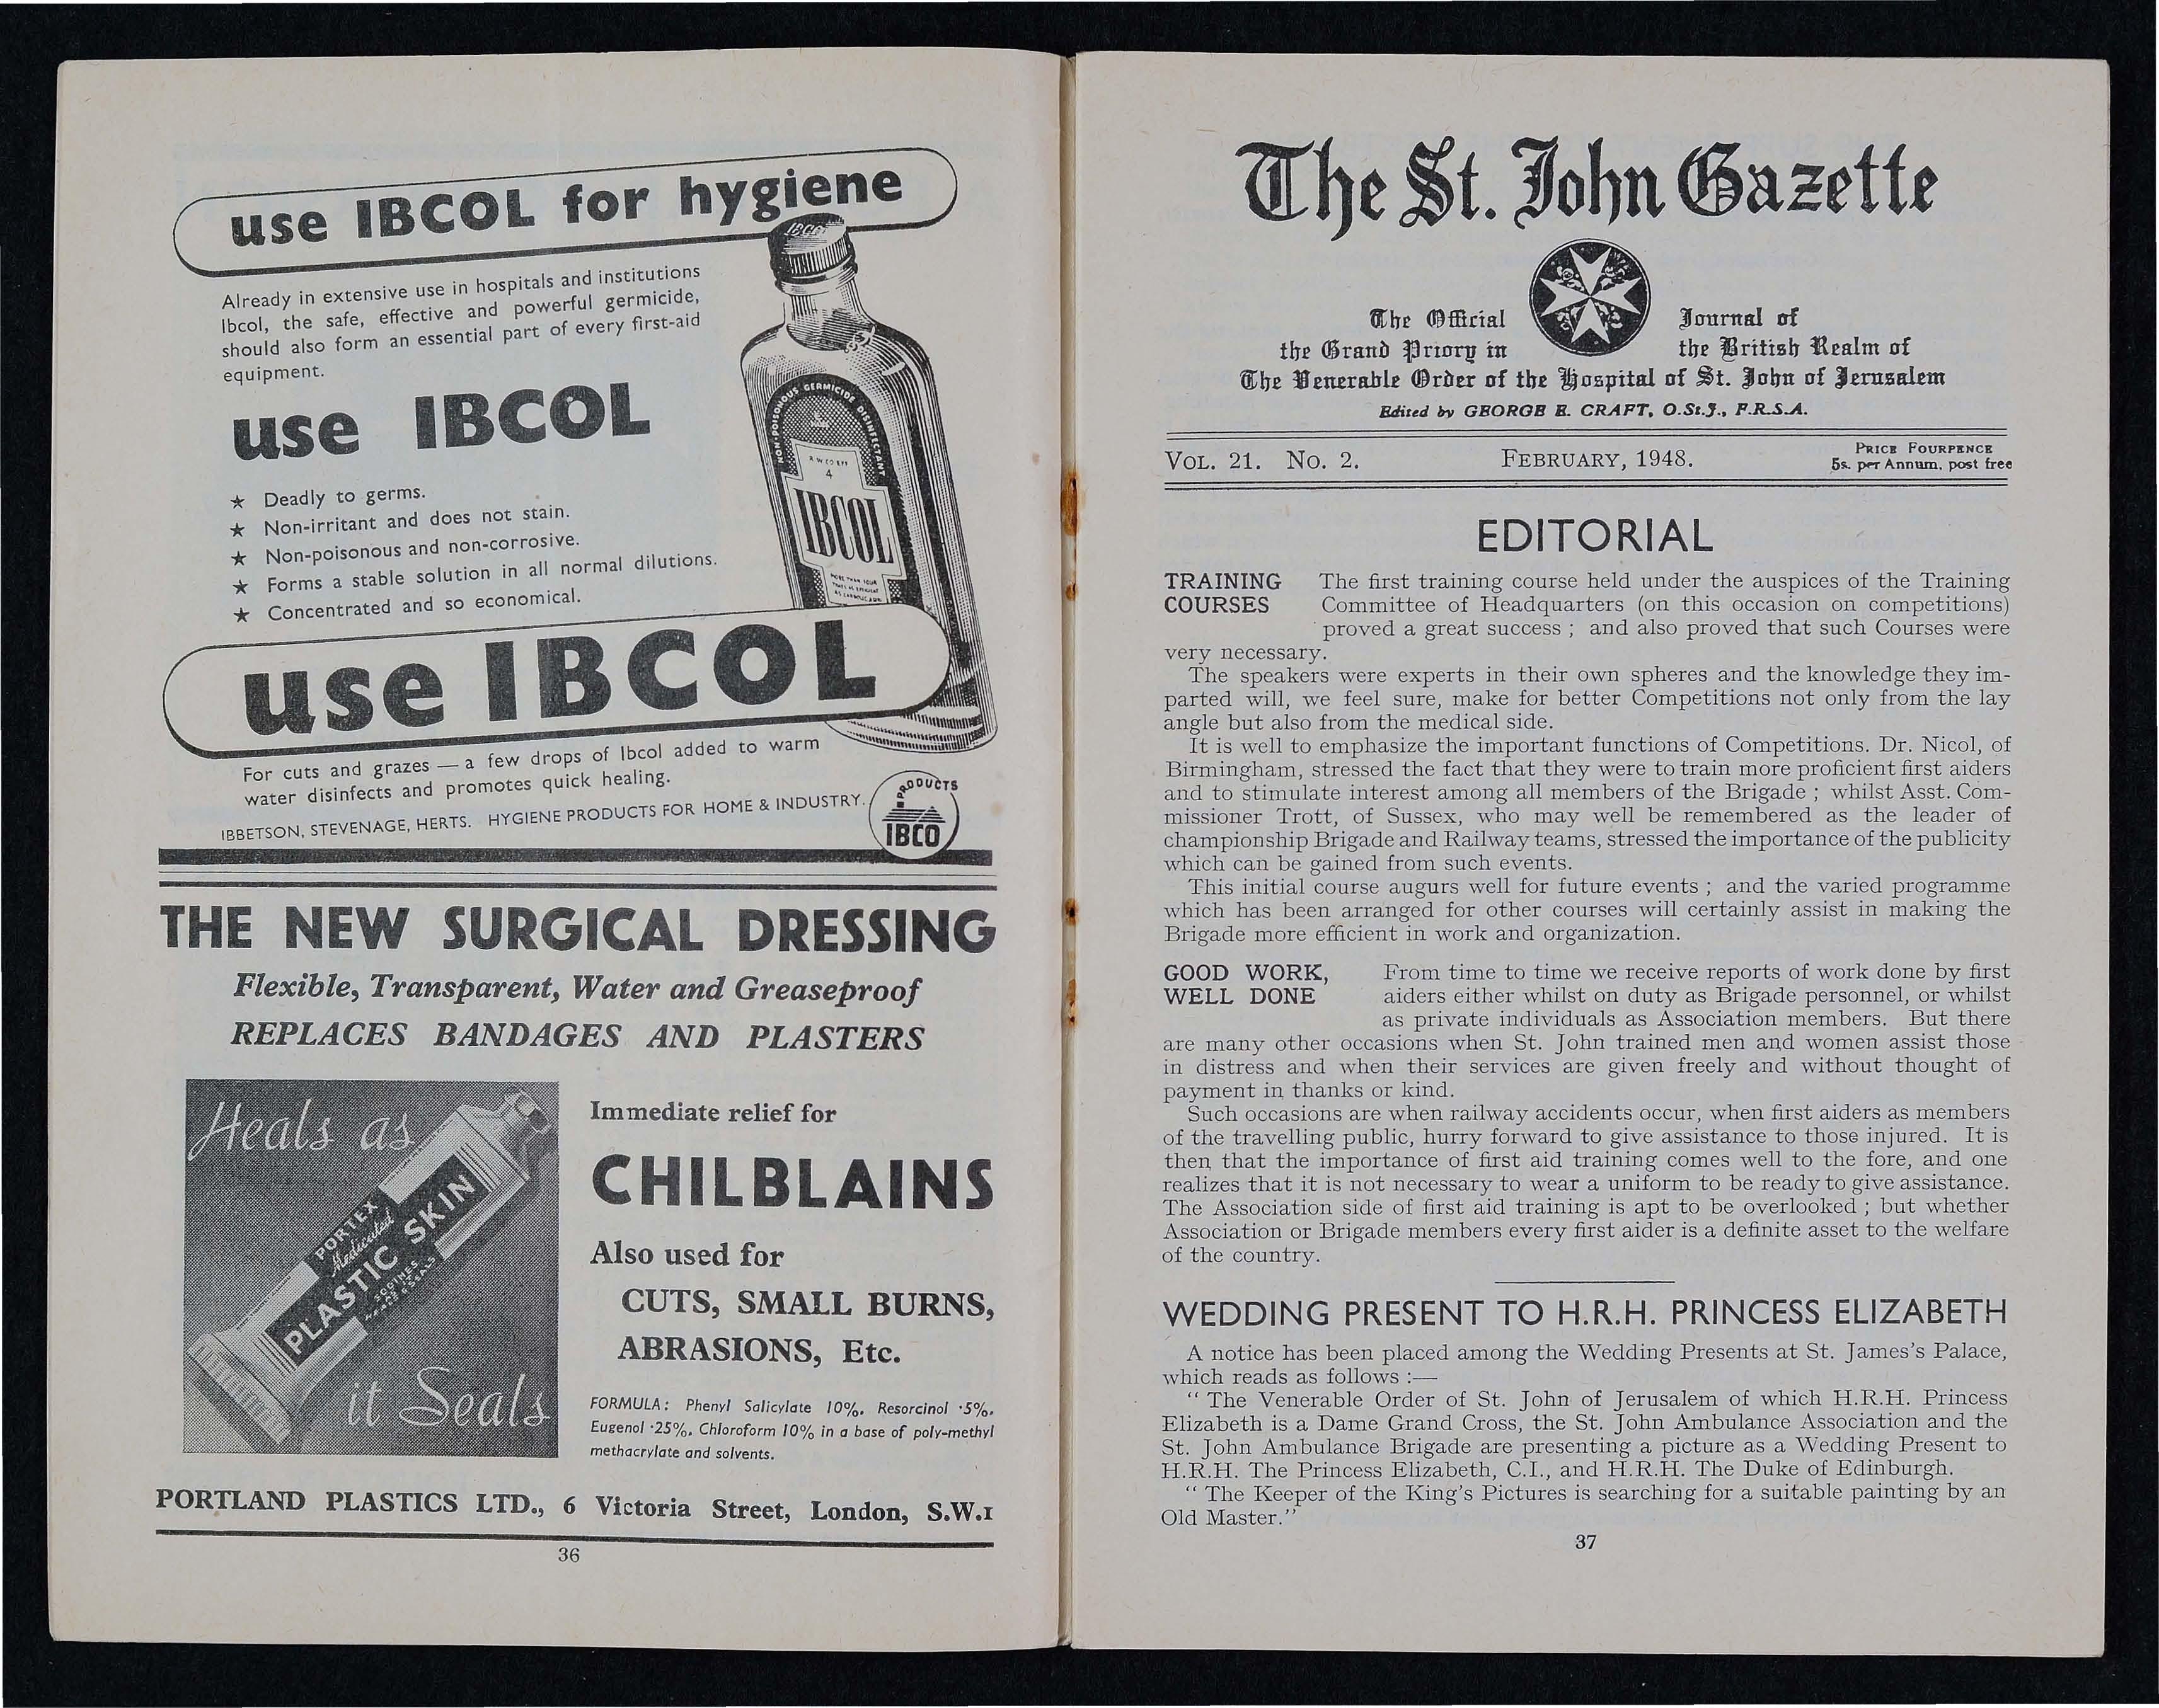 use IBCOL for hygiene
Already in extensive use in hospitals and institutions
Ibcol, the safe, effective and powerful germicide,
should also form an essential part of every first-aid
equipment.
use IBCOL
★ Deadly to germs.
★ Non-irritant and does not stain.
★ Non-poisonous and non-corrosive.
★ Forms a stable solution in all normal dilutions.
★ Concentrated and so economical.
IBCOL
NON-POISONOUS GERMICIDE DISINFECTANT
4
IBCOL
use IBCOL
For cuts and grazes — a few drops of Ibcol added to warm
water disinfects and promotes quick healing.
IBBETSON, STEVENAGE, HERTS. HYGIENE PRODUCTS FOR HOME & INDUSTRY.
PRODUCTS
IBCO
THE NEW SURGICAL DRESSING
Flexible, Transparent, Water and Greaseproof
REPLACES BANDAGES AND PLASTERS
Heals as
PORTEX
Medicated
PLASTIC SKIN
it Seals
Immediate relief for
CHILBLAINS
Also used for
CUTS, SMALL BURNS,
ABRASIONS, Etc.
FORMULA: Phenyl Salicylate 10%. Resorcinol ·5%.
Eugenol ·25%. Chloroform 10% in a base of poly-methyl
methacrylate and solvents.
PORTLAND PLASTICS LTD., 6 Victoria Street, London, S.W.1
36
The St. John Gazette
The Official Journal of
the Grand Priory in the British Realm of
The Venerable Order of the Hospital of St. John of Jerusalem
Edited by GEORGE E. CRAFT, O.St.J., F.R.S.A.
VOL. 21. No. 2. FEBRUARY, 1948. PRICE FOURPENCE
5s. per Annum, post free
EDITORIAL
TRAINING COURSES
The first training course held under the auspices of the Training
Committee of Headquarters (on this occasion on competitions)
proved a great success ; and also proved that such Courses were
very necessary.
The speakers were experts in their own spheres and the knowledge they im-
parted will, we feel sure, make for better Competitions not only from the lay
angle but also from the medical side.
It is well to emphasize the important functions of Competitions. Dr. Nicol, of
Birmingham, stressed the fact that they were to train more proficient first aiders
and to stimulate interest among all members of the Brigade ; whilst Asst. Com-
missioner Trott, of Sussex, who may well be remembered as the leader of
championship Brigade and Railway teams, stressed the importance of the publicity
which can be gained from such events.
This initial course augurs well for future events ; and the varied programme
which has been arranged for other courses will certainly assist in making the
Brigade more efficient in work and organization.
GOOD WORK, WELL DONE
From time to time we receive reports of work done by first
aiders either whilst on duty as Brigade personnel, or whilst
as private individuals as Association members. But there
are many other occasions when St. John trained men and women assist those
in distress and when their services are given freely and without thought of
payment in thanks or kind.
Such occasions are when railway accidents occur, when first aiders as members
of the travelling public, hurry forward to give assistance to those injured. It is
then that the importance of first aid training comes well to the fore, and one
realizes that it is not necessary to wear a uniform to be ready to give assistance.
The Association side of first aid training is apt to be overlooked ; but whether
Association or Brigade members every first aider is a definite asset to the welfare
of the country.
WEDDING PRESENT TO H.R.H. PRINCESS ELIZABETH
A notice has been placed among the Wedding Presents at St. James's Palace,
which reads as follows :—
“ The Venerable Order of St. John of Jerusalem of which H.R.H. Princess
Elizabeth is a Dame Grand Cross, the St. John Ambulance Association and the
St. John Ambulance Brigade are presenting a picture as a Wedding Present to
H.R.H. The Princess Elizabeth, C.I., and H.R.H. The Duke of Edinburgh.
“ The Keeper of the King's Pictures is searching for a suitable painting by an
Old Master.”
37